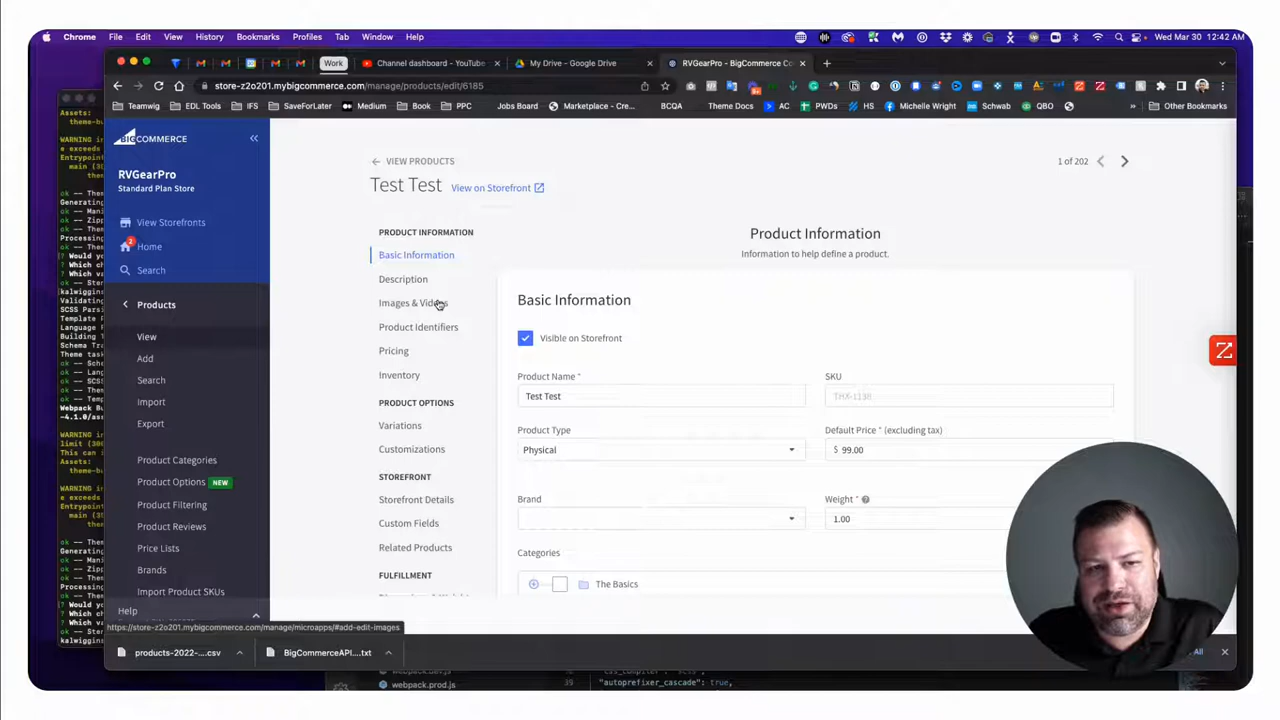 Chrome File Edit View History Bookmarks Profiles Tab Window Help Wed Mar 30 12:42 AM
Work Channel dashboard - YouTube My Drive - Google Drive RVGearPro - BigCommerce Co
store-z2o201.mybigcommerce.com/manage/products/edit/6185
Teamwig EDL Tools IFS SaveForLater Medium Book PPC Jobs Board Marketplace - Cre... BCQA Theme Docs AC PWDs HS Michelle Wright Schwab QBO Other Bookmarks
BIGCOMMERCE
RVGearPro
Standard Plan Store
View Storefronts
2
Home
Search
Products
View
Add
Search
Import
Export
Product Categories
Product Options NEW
Product Filtering
Product Reviews
Price Lists
Brands
Import Product SKUs
Help
VIEW PRODUCTS
1 of 202
Test Test View on Storefront
PRODUCT INFORMATION
Basic Information
Description
Images & Videos
Product Identifiers
Pricing
Inventory
PRODUCT OPTIONS
Variations
Customizations
STOREFRONT
Storefront Details
Custom Fields
Related Products
FULFILLMENT
Product Information
Information to help define a product.
Basic Information
Visible on Storefront
Product Name *
Test Test
SKU
THX-1138
Product Type
Physical
Default Price * (excluding tax)
$ 99.00
Brand
Weight *
1.00
Categories
The Basics
https://store-z2o201.mybigcommerce.com/manage/microapps/#add-edit-images
products-2022-....csv
BigCommerceAPI....txt
All
webpack.prod.js
39
"autoprefixer_cascade": true,